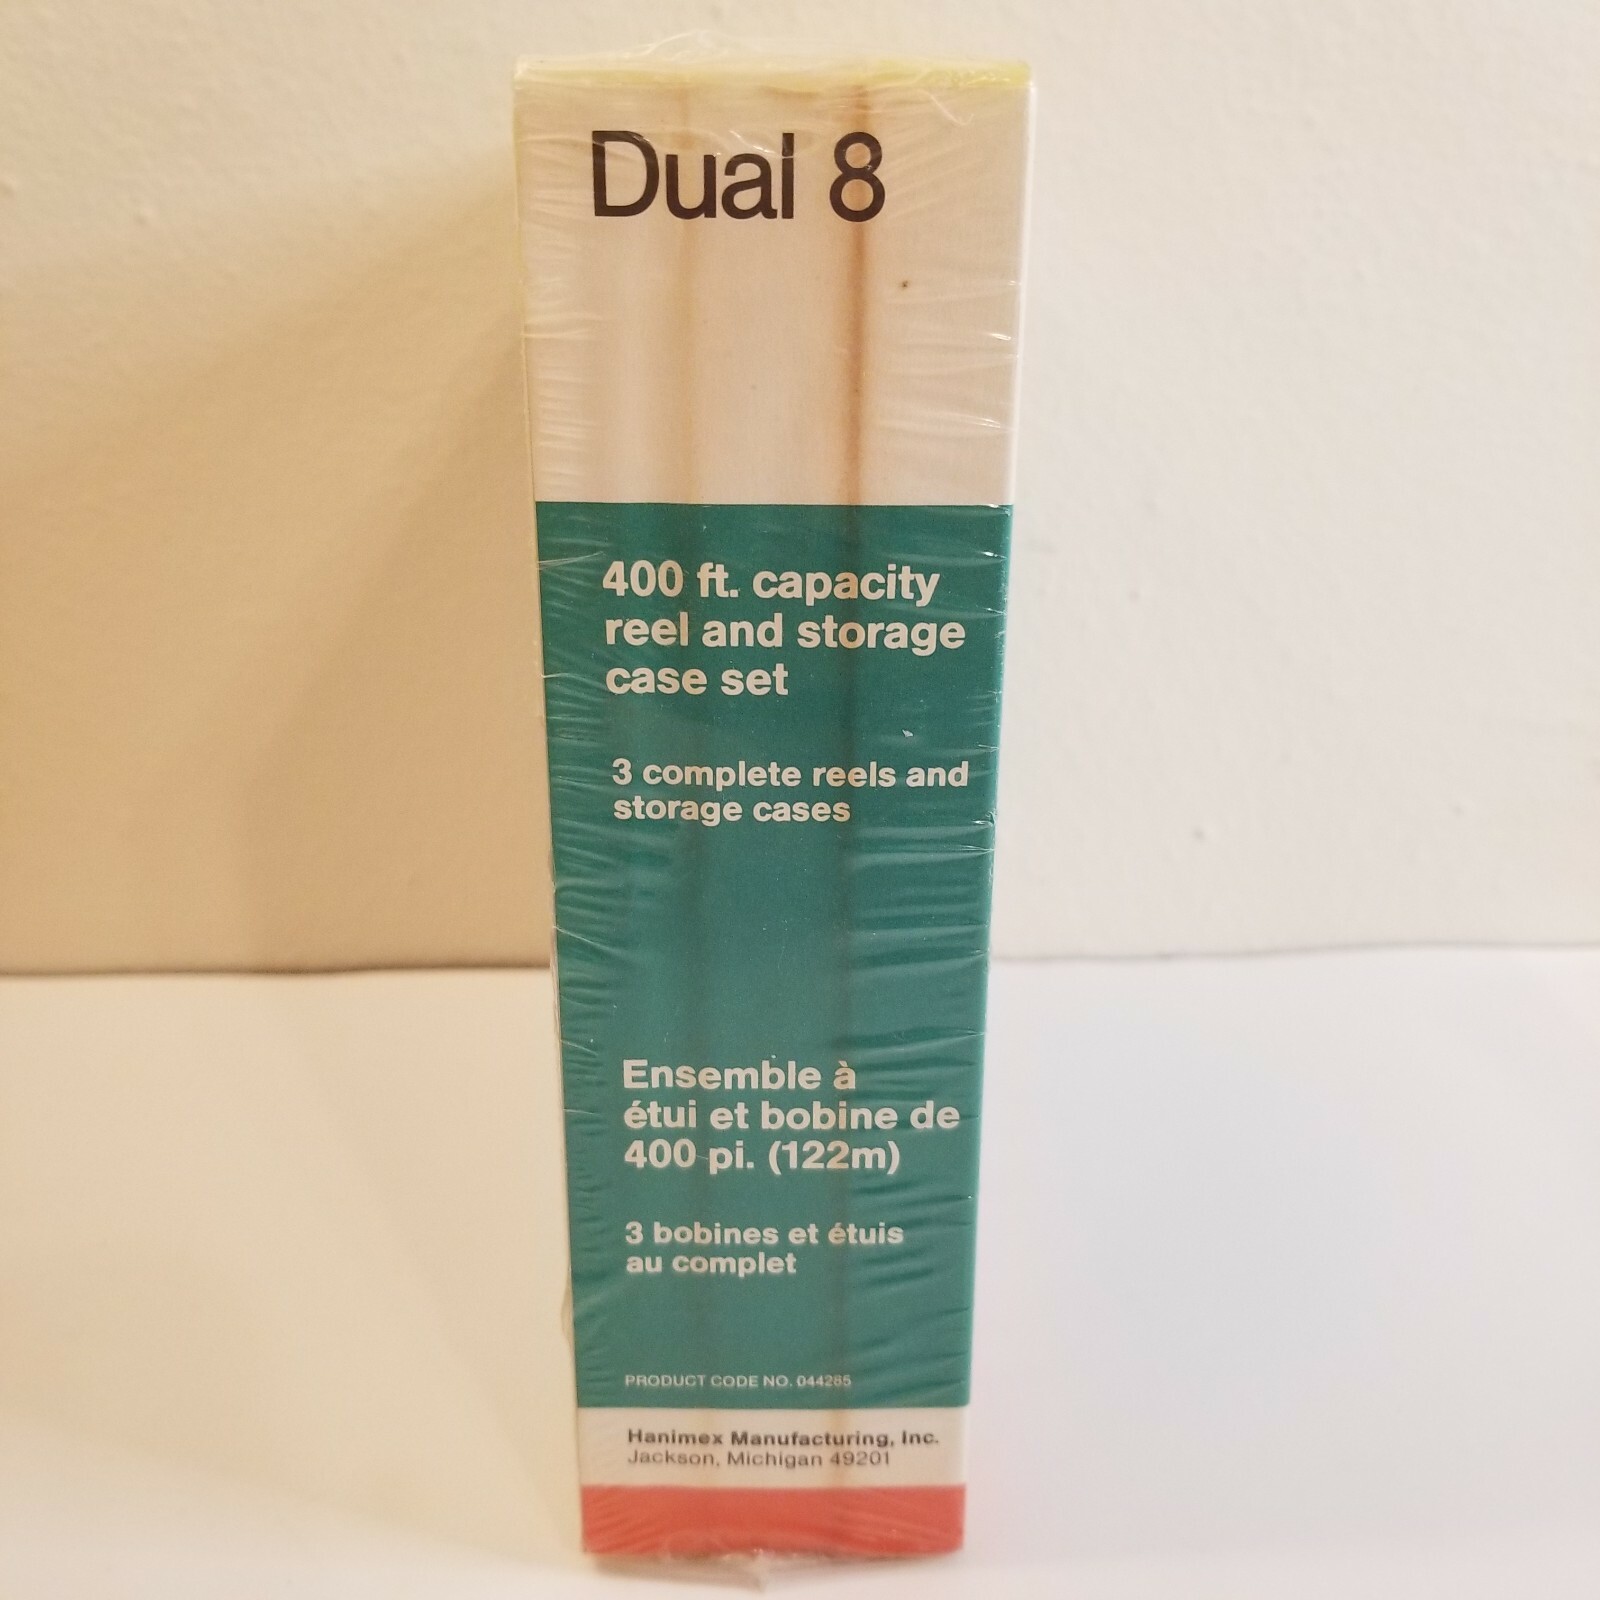 Dual 8
400 ft. capacity
reel and storage
case set
3 complete reels and
storage cases
Ensemble à
étui et bobine de
400 pi. (122m)
3 bobines et étuis
au complet
PRODUCT CODE NO. 044285
Hanimex Manufacturing, Inc.
Jackson, Michigan 49201